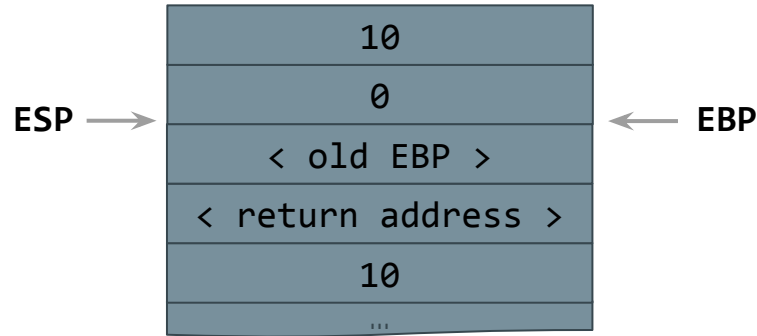 10
0
ESP
EBP
< old EBP >
< return address >
10
...